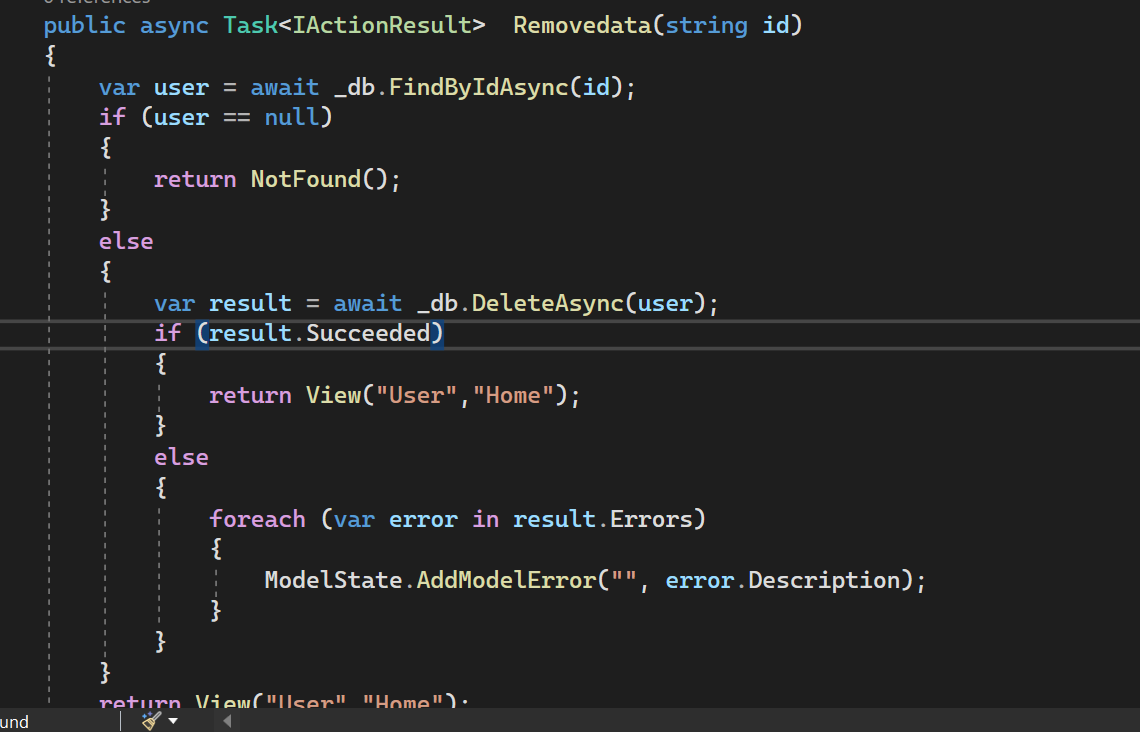 0 references
public async Task<IActionResult>  Removedata(string id)
{
    var user = await _db.FindByIdAsync(id);
    if (user == null)
    {
        return NotFound();
    }
    else
    {
        var result = await _db.DeleteAsync(user);
        if (result.Succeeded)
        {
            return View("User","Home");
        }
        else
        {
            foreach (var error in result.Errors)
            {
                ModelState.AddModelError("", error.Description);
            }
        }
    }
    return View("User","Home");
und